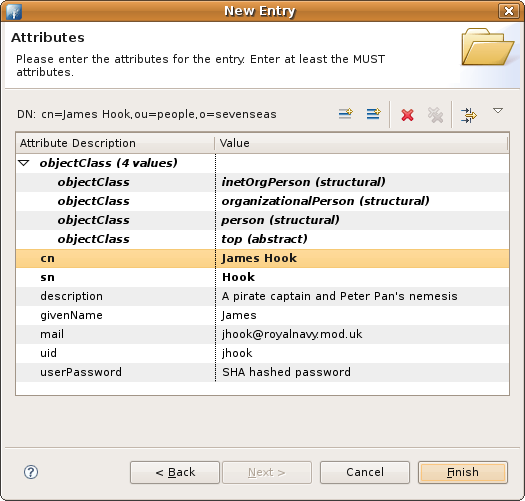 New Entry
Attributes
Please enter the attributes for the entry. Enter at least the MUST
attributes.
DN: cn=James Hook,ou=people,o=sevenseas
Attribute Description Value
objectClass (4 values)
objectClass inetOrgPerson (structural)
objectClass organizationalPerson (structural)
objectClass person (structural)
objectClass top (abstract)
cn James Hook
sn Hook
description A pirate captain and Peter Pan's nemesis
givenName James
mail jhook@royalnavy.mod.uk
uid jhook
userPassword SHA hashed password
? < Back Next > Cancel Finish